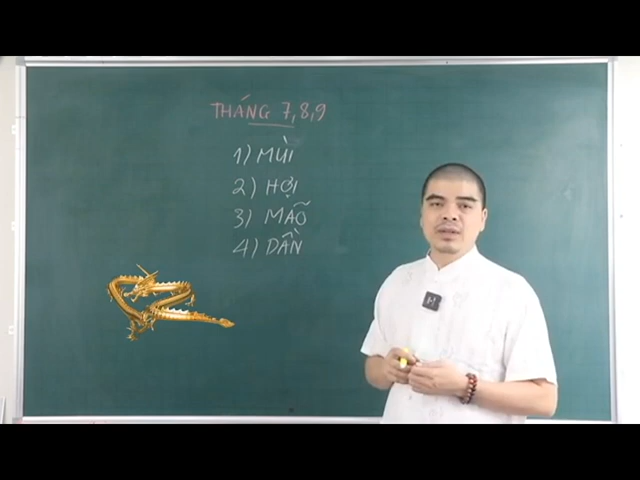 THÁNG 7,8,9
1) MÙI
2) HỢI
3) MÃO
4) DẦN